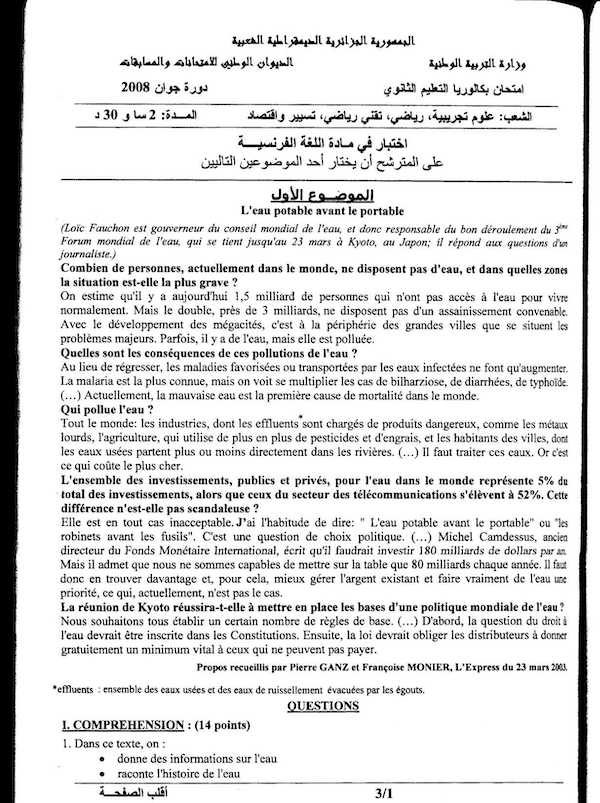 الجمهورية الجزائرية الديمقراطية الشعبية
وزارة التربية الوطنية الديوان الوطني للامتحانات والمسابقات
امتحان بكالوريا التعليم الثانوي دورة جوان 2008
الشعب: علوم تجريبية، رياضي، تقني رياضي، تسيير واقتصاد المدة: 2 سا و 30 د
اختبار في مادة اللغة الفرنسية
على المترشح أن يختار أحد الموضوعين التاليين
الموضوع الأول
L'eau potable avant le portable
(Loïc Fauchon est gouverneur du conseil mondial de l'eau, et donc responsable du bon déroulement du 3ème
Forum mondial de l'eau, qui se tient jusqu'au 23 mars à Kyoto, au Japon; il répond aux questions d'un
journaliste.)
Combien de personnes, actuellement dans le monde, ne disposent pas d'eau, et dans quelles zones
la situation est-elle la plus grave ?
On estime qu'il y a aujourd'hui 1,5 milliard de personnes qui n'ont pas accès à l'eau pour vivre
normalement. Mais le double, près de 3 milliards, ne disposent pas d'un assainissement convenable.
Avec le développement des mégacités, c'est à la périphérie des grandes villes que se situent les
problèmes majeurs. Parfois, il y a de l'eau, mais elle est polluée.
Quelles sont les conséquences de ces pollutions de l'eau ?
Au lieu de régresser, les maladies favorisées ou transportées par les eaux infectées ne font qu'augmenter.
La malaria est la plus connue, mais on voit se multiplier les cas de bilharziose, de diarrhées, de typhoïde.
(…) Actuellement, la mauvaise eau est la première cause de mortalité dans le monde.
Qui pollue l'eau ?
Tout le monde: les industries, dont les effluents* sont chargés de produits dangereux, comme les métaux
lourds, l'agriculture, qui utilise de plus en plus de pesticides et d'engrais, et les habitants des villes, dont
les eaux usées partent plus ou moins directement dans les rivières. (…) Il faut traiter ces eaux. Or c'est
ce qui coûte le plus cher.
L'ensemble des investissements, publics et privés, pour l'eau dans le monde représente 5% du
total des investissements, alors que ceux du secteur des télécommunications s'élèvent à 52%. Cette
différence n'est-elle pas scandaleuse ?
Elle est en tout cas inacceptable. J'ai l'habitude de dire: " L'eau potable avant le portable" ou "les
robinets avant les fusils". C'est une question de choix politique. (…) Michel Camdessus, ancien
directeur du Fonds Monétaire International, écrit qu'il faudrait investir 180 milliards de dollars par an.
Mais il admet que nous ne sommes capables de mettre sur la table que 80 milliards chaque année. Il faut
donc en trouver davantage et, pour cela, mieux gérer l'argent existant et faire vraiment de l'eau une
priorité, ce qui, actuellement, n'est pas le cas.
La réunion de Kyoto réussira-t-elle à mettre en place les bases d'une politique mondiale de l'eau ?
Nous souhaitons tous établir un certain nombre de règles de base. (…) D'abord, la question du droit à
l'eau devrait être inscrite dans les Constitutions. Ensuite, la loi devrait obliger les distributeurs à donner
gratuitement un minimum vital à ceux qui ne peuvent pas payer.
Propos recueillis par Pierre GANZ et Françoise MONIER, L'Express du 23 mars 2003.
*effluents : ensemble des eaux usées et des eaux de ruissellement évacuées par les égouts.
QUESTIONS
I. COMPREHENSION : (14 points)
1. Dans ce texte, on :
• donne des informations sur l'eau
• raconte l'histoire de l'eau
أقلب الصفحة 3/1